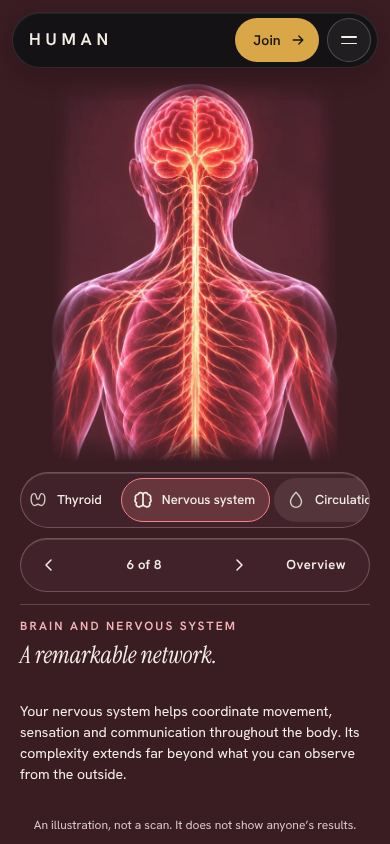 HUMAN
Join →
Thyroid
Nervous system
Circulatic
6 of 8
Overview
BRAIN AND NERVOUS SYSTEM
A remarkable network.
Your nervous system helps coordinate movement,
sensation and communication throughout the body. Its
complexity extends far beyond what you can observe
from the outside.
An illustration, not a scan. It does not show anyone’s results.